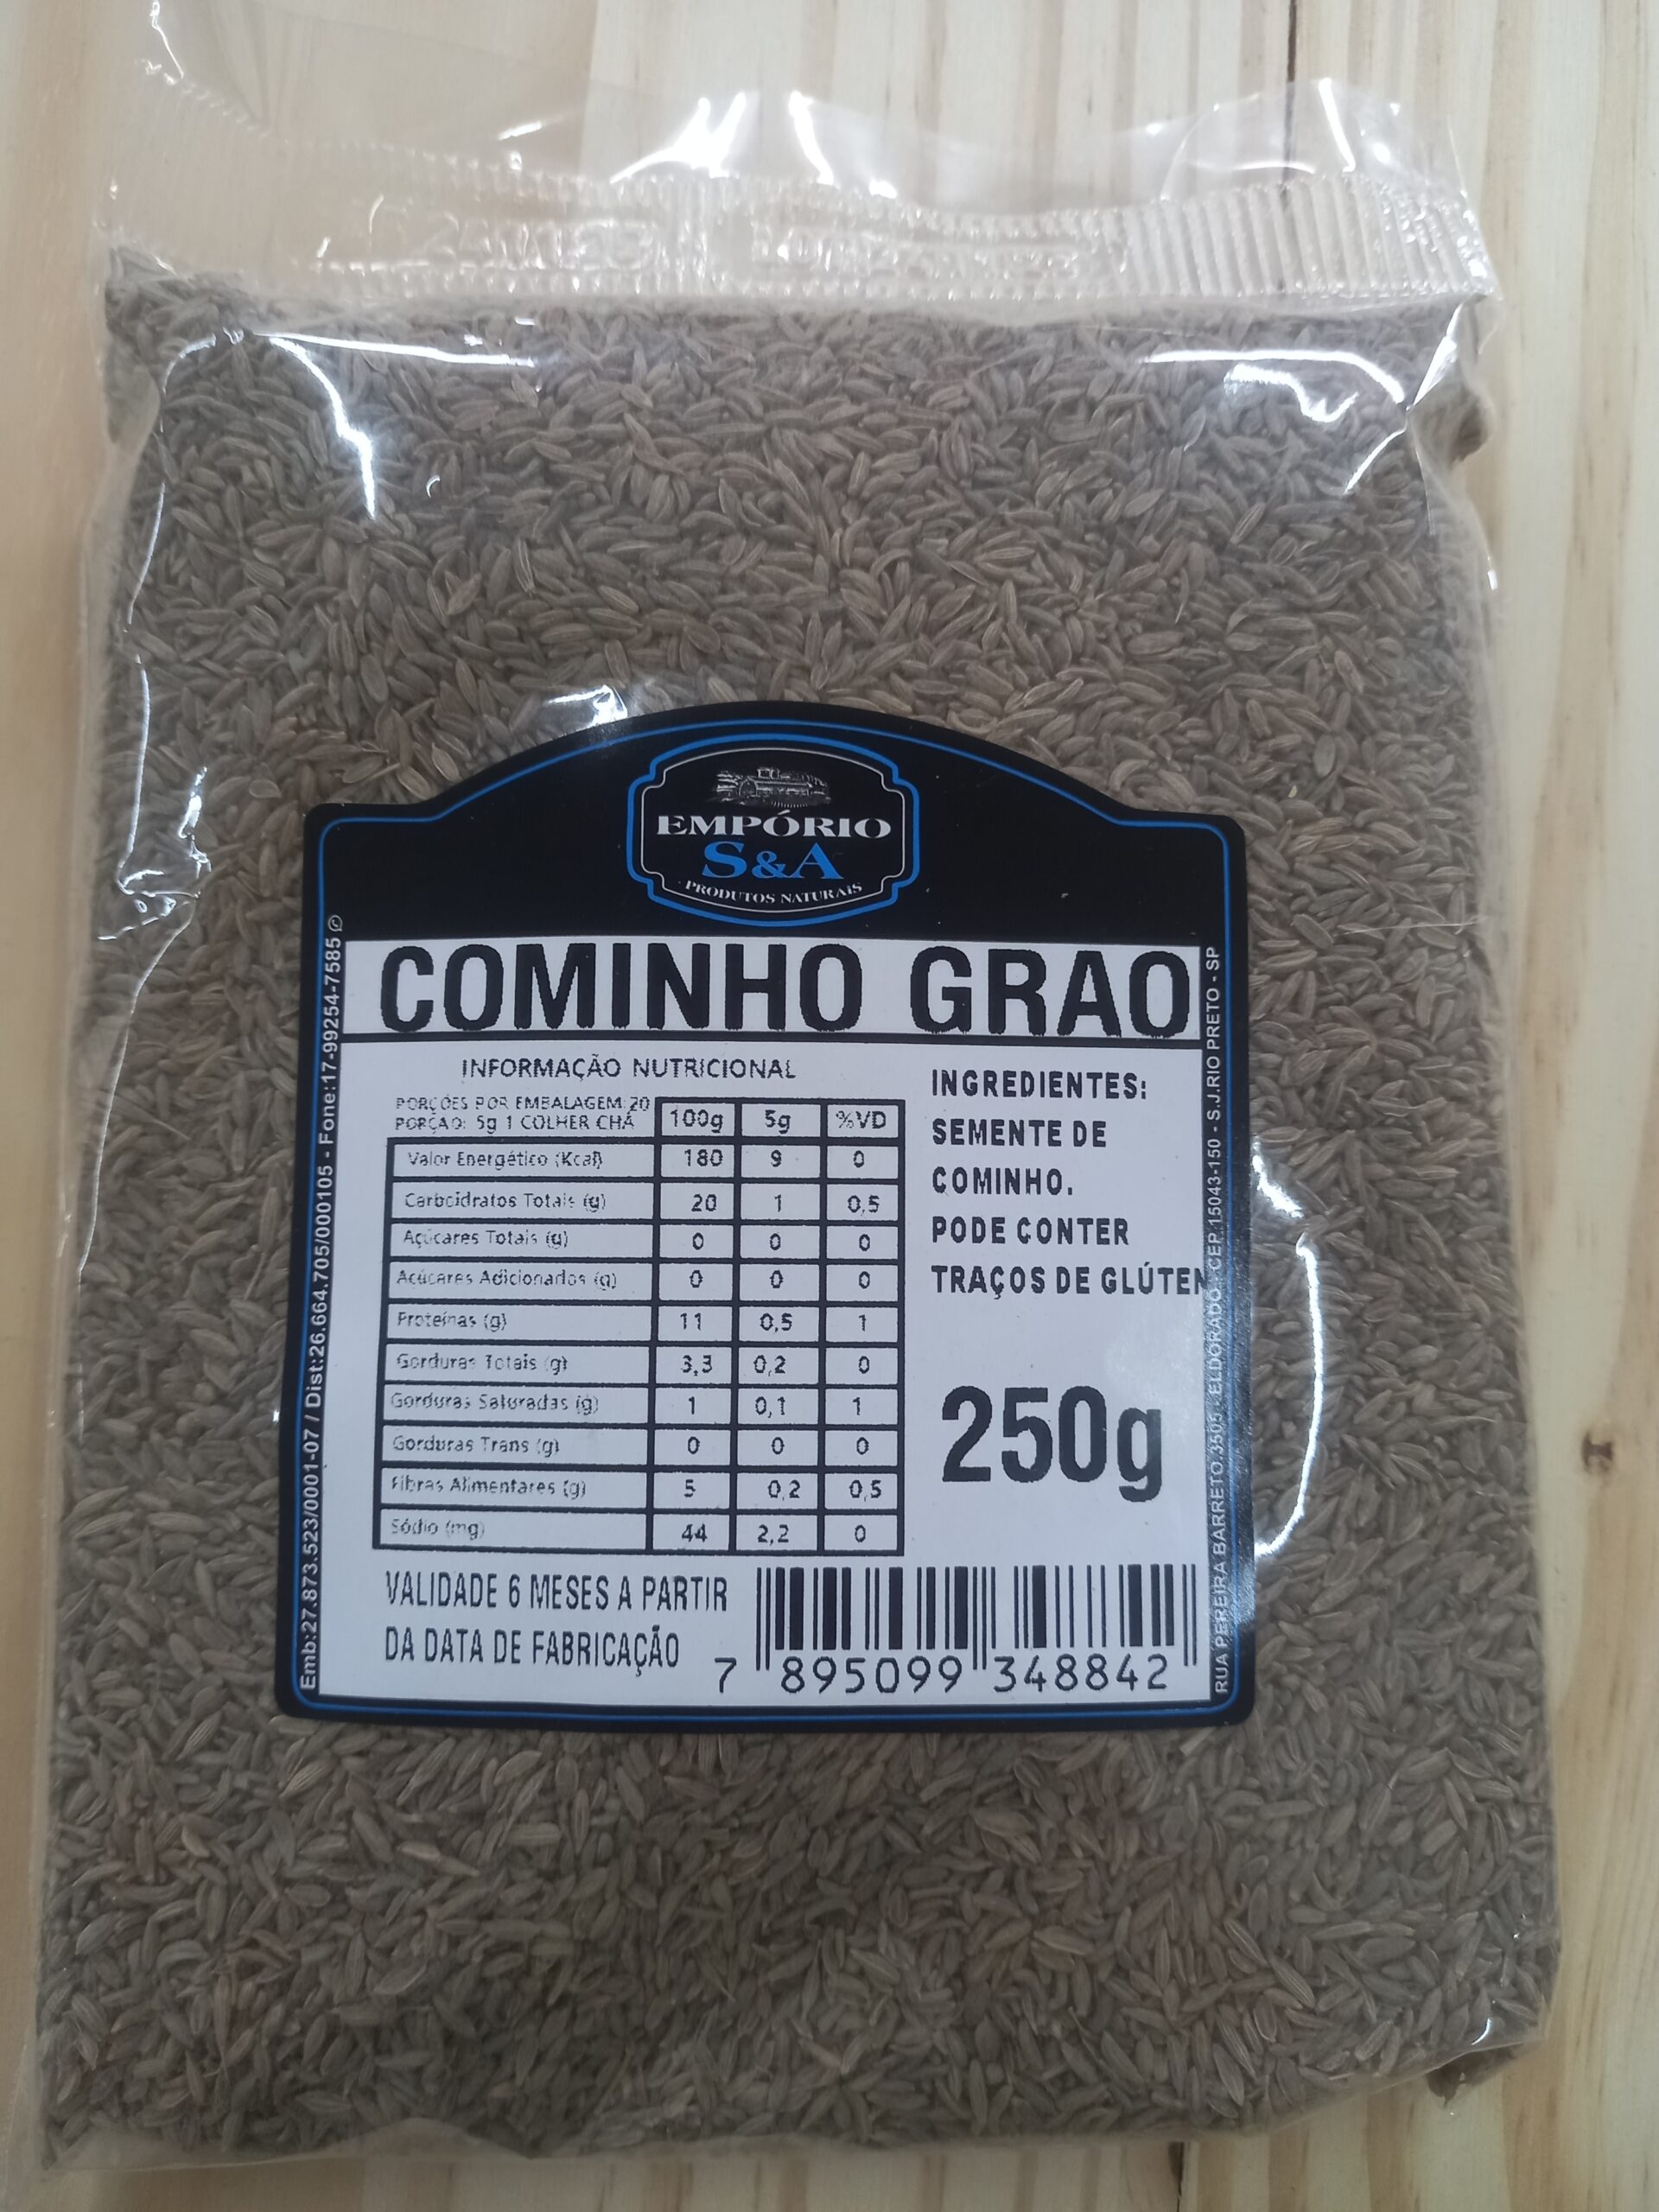 EMPÓRIO
S&A
PRODUTOS NATURAIS
COMINHO GRAO
INFORMAÇÃO NUTRICIONAL
PORÇÕES POR EMBALAGEM: 20
PORÇAO: 5g 1 COLHER CHÁ
100g 5g %VD
Valor Energético (Kcal) 180 9 0
Carboidratos Totais (g) 20 1 0,5
Açúcares Totais (g) 0 0 0
Acúcares Adicionados (g) 0 0 0
Proteínas (g) 11 0,5 1
Gorduras Totais (g) 3,3 0,2 0
Gorduras Saturadas (g) 1 0,1 1
Gorduras Trans (g) 0 0 0
Fibras Alimentares (g) 5 0,2 0,5
Sódio (mg) 44 2,2 0
INGREDIENTES:
SEMENTE DE
COMINHO.
PODE CONTER
TRAÇOS DE GLÚTEN
250g
VALIDADE 6 MESES A PARTIR
DA DATA DE FABRICAÇÃO
7 895099 348842
Emb:27.873.523/0001-07 / Dist:26.664.705/000105 - Fone:17-99254-7585 ©
RUA PEREIRA BARRETO,3505 - ELDORADO - CEP:15043-150 - S.J.RIO PRETO - SP